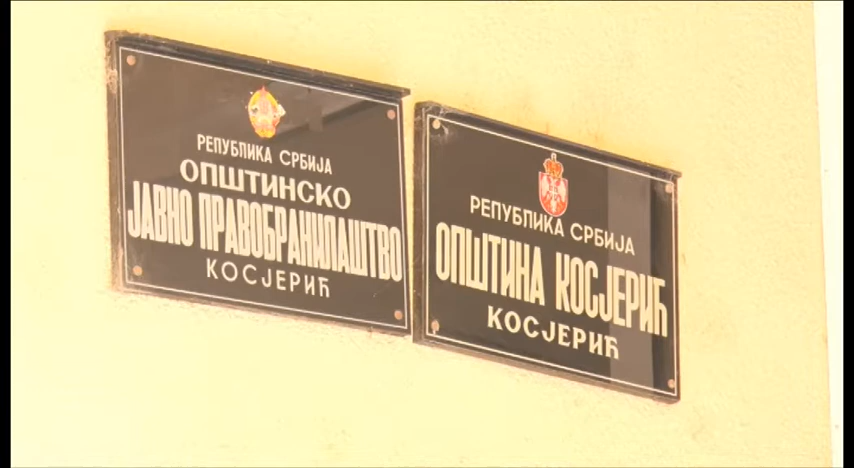 РЕПУБЛИКА СРБИЈА
ОПШТИНСКО
ЈАВНО ПРАВОБРАНИЛАШТВО
КОСЈЕРИЋ
РЕПУБЛИКА СРБИЈА
ОПШТИНА КОСЈЕРИЋ
КОСЈЕРИЋ